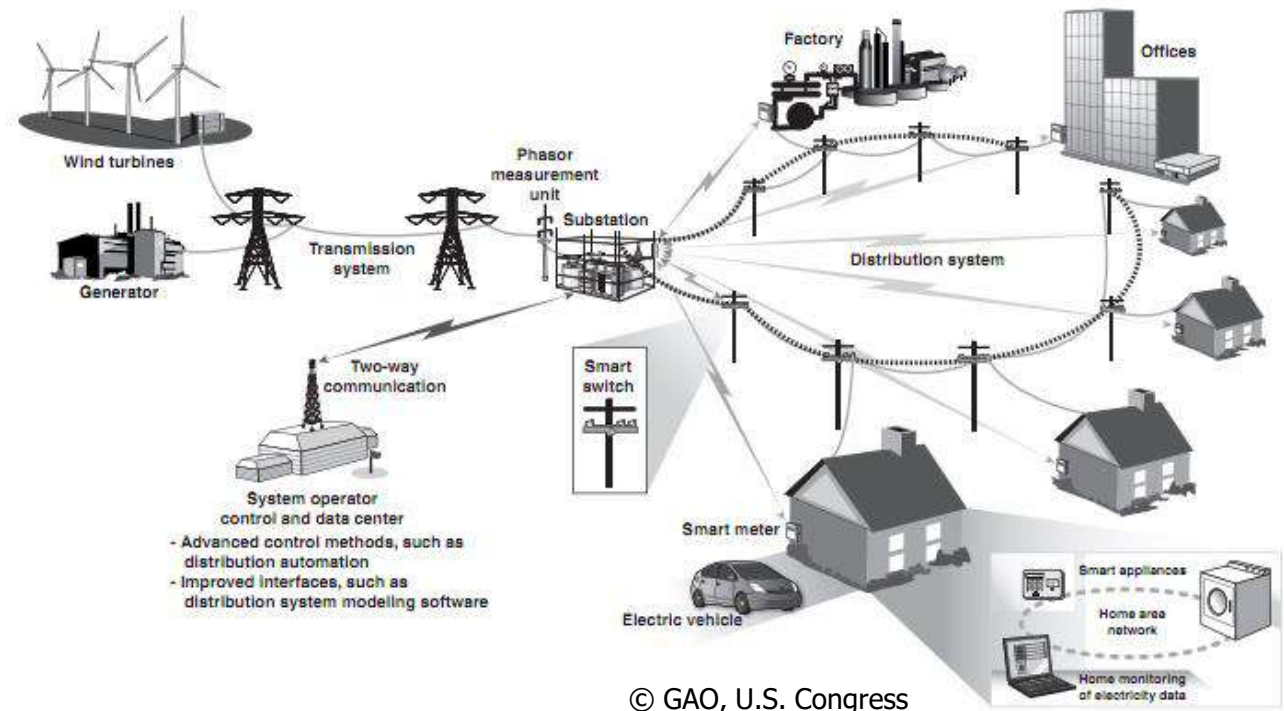 Factory
Offices
Wind turbines
Phasor
measurement
unit
Substation
Transmission
system
Generator
Distribution system
Two-way
communication
Smart
switch
System operator
control and data center
- Advanced control methods, such as
distribution automation
- Improved interfaces, such as
distribution system modeling software
Smart meter
Electric vehicle
Smart appliances
Home area
network
Home monitoring
of electricity data
© GAO, U.S. Congress